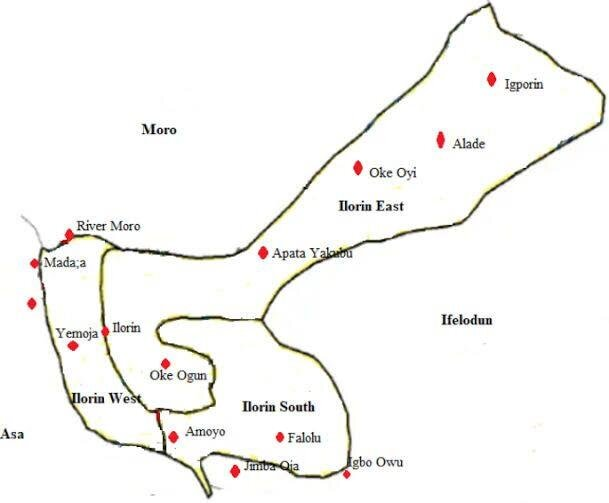 Igporin
Moro
Alade
Oke Oyi
Ilorin East
River Moro
Apata Yakubu
Mada;a
Ifelodun
Ilorin
Yemoja
Oke Ogun
Ilorin West
Ilorin South
Asa
Amoyo
Falolu
Jimba Oja
Igbo Owu